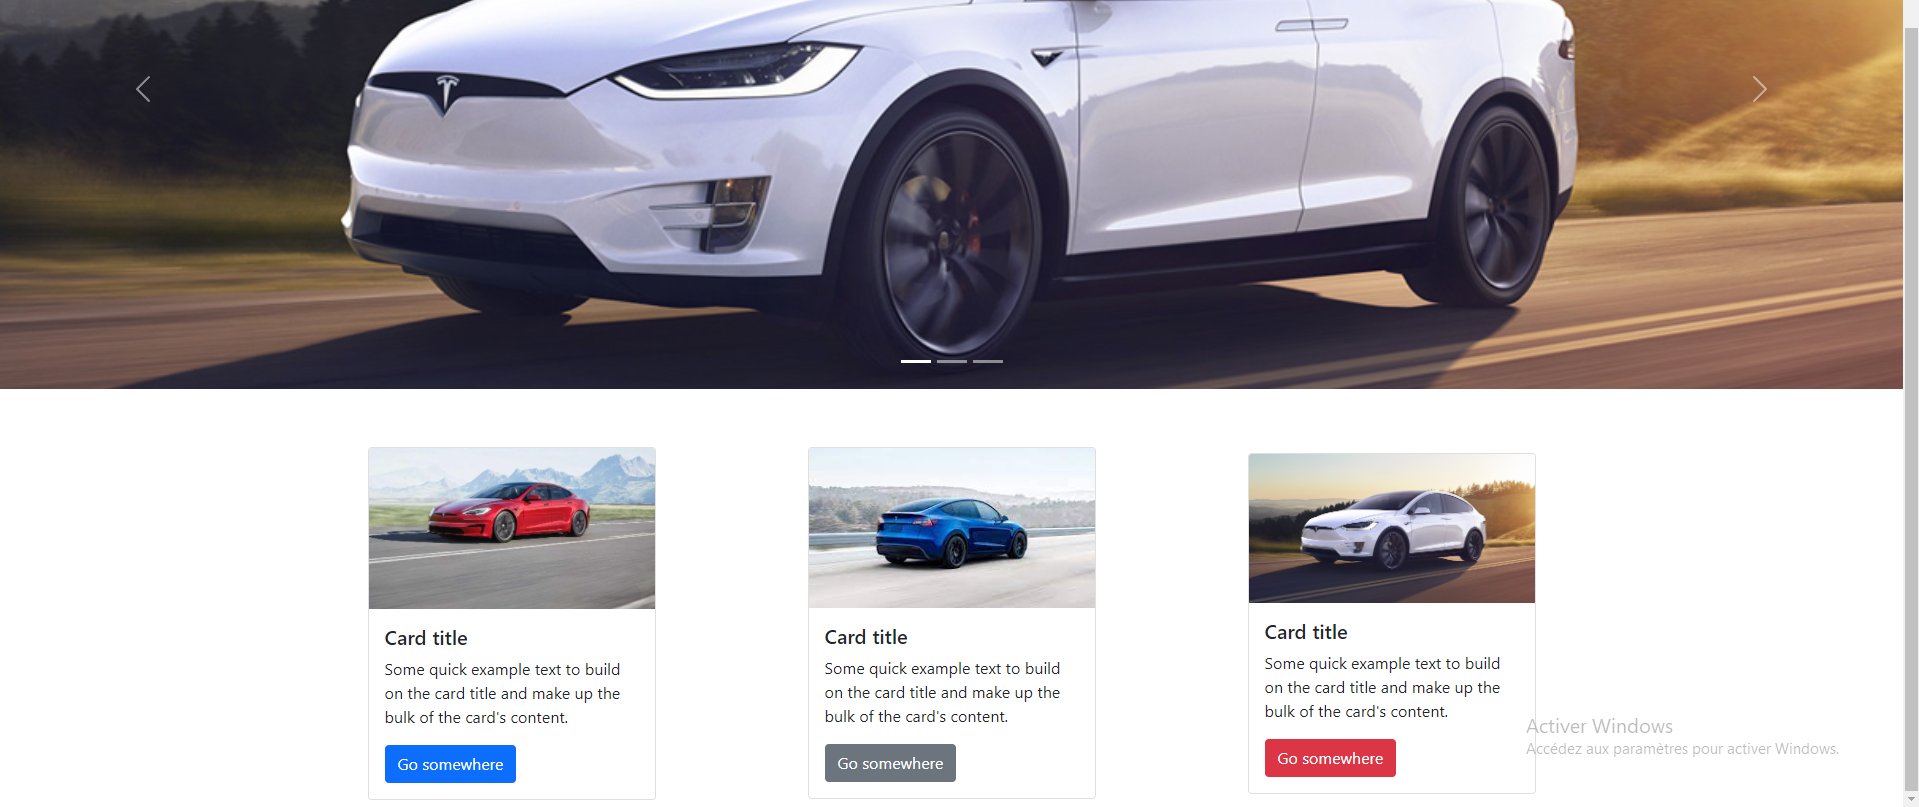 Card title
Some quick example text to build
on the card title and make up the
bulk of the card's content.
Go somewhere
Card title
Some quick example text to build
on the card title and make up the
bulk of the card's content.
Go somewhere
Card title
Some quick example text to build
on the card title and make up the
bulk of the card's content.
Go somewhere
Activer Windows
Accédez aux paramètres pour activer Windows.